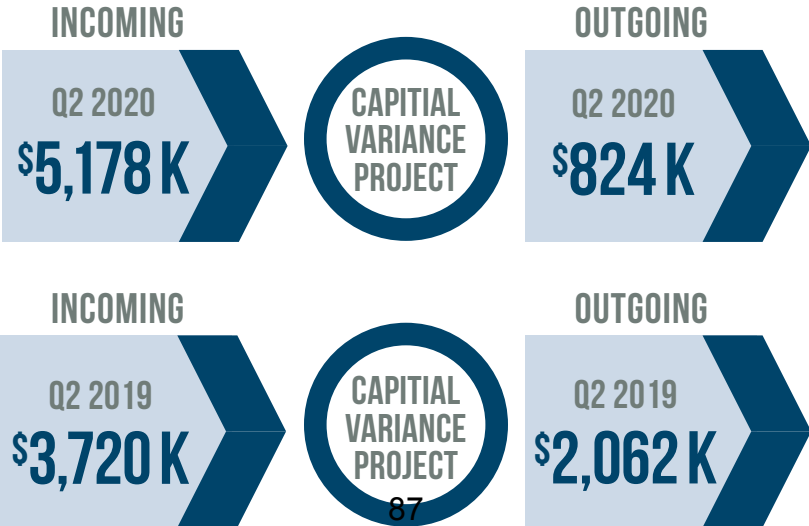 INCOMING
Q2 2020
$5,178 K
CAPITIAL
VARIANCE
PROJECT
OUTGOING
Q2 2020
$824 K
INCOMING
Q2 2019
$3,720 K
CAPITIAL
VARIANCE
PROJECT
OUTGOING
Q2 2019
$2,062 K
87